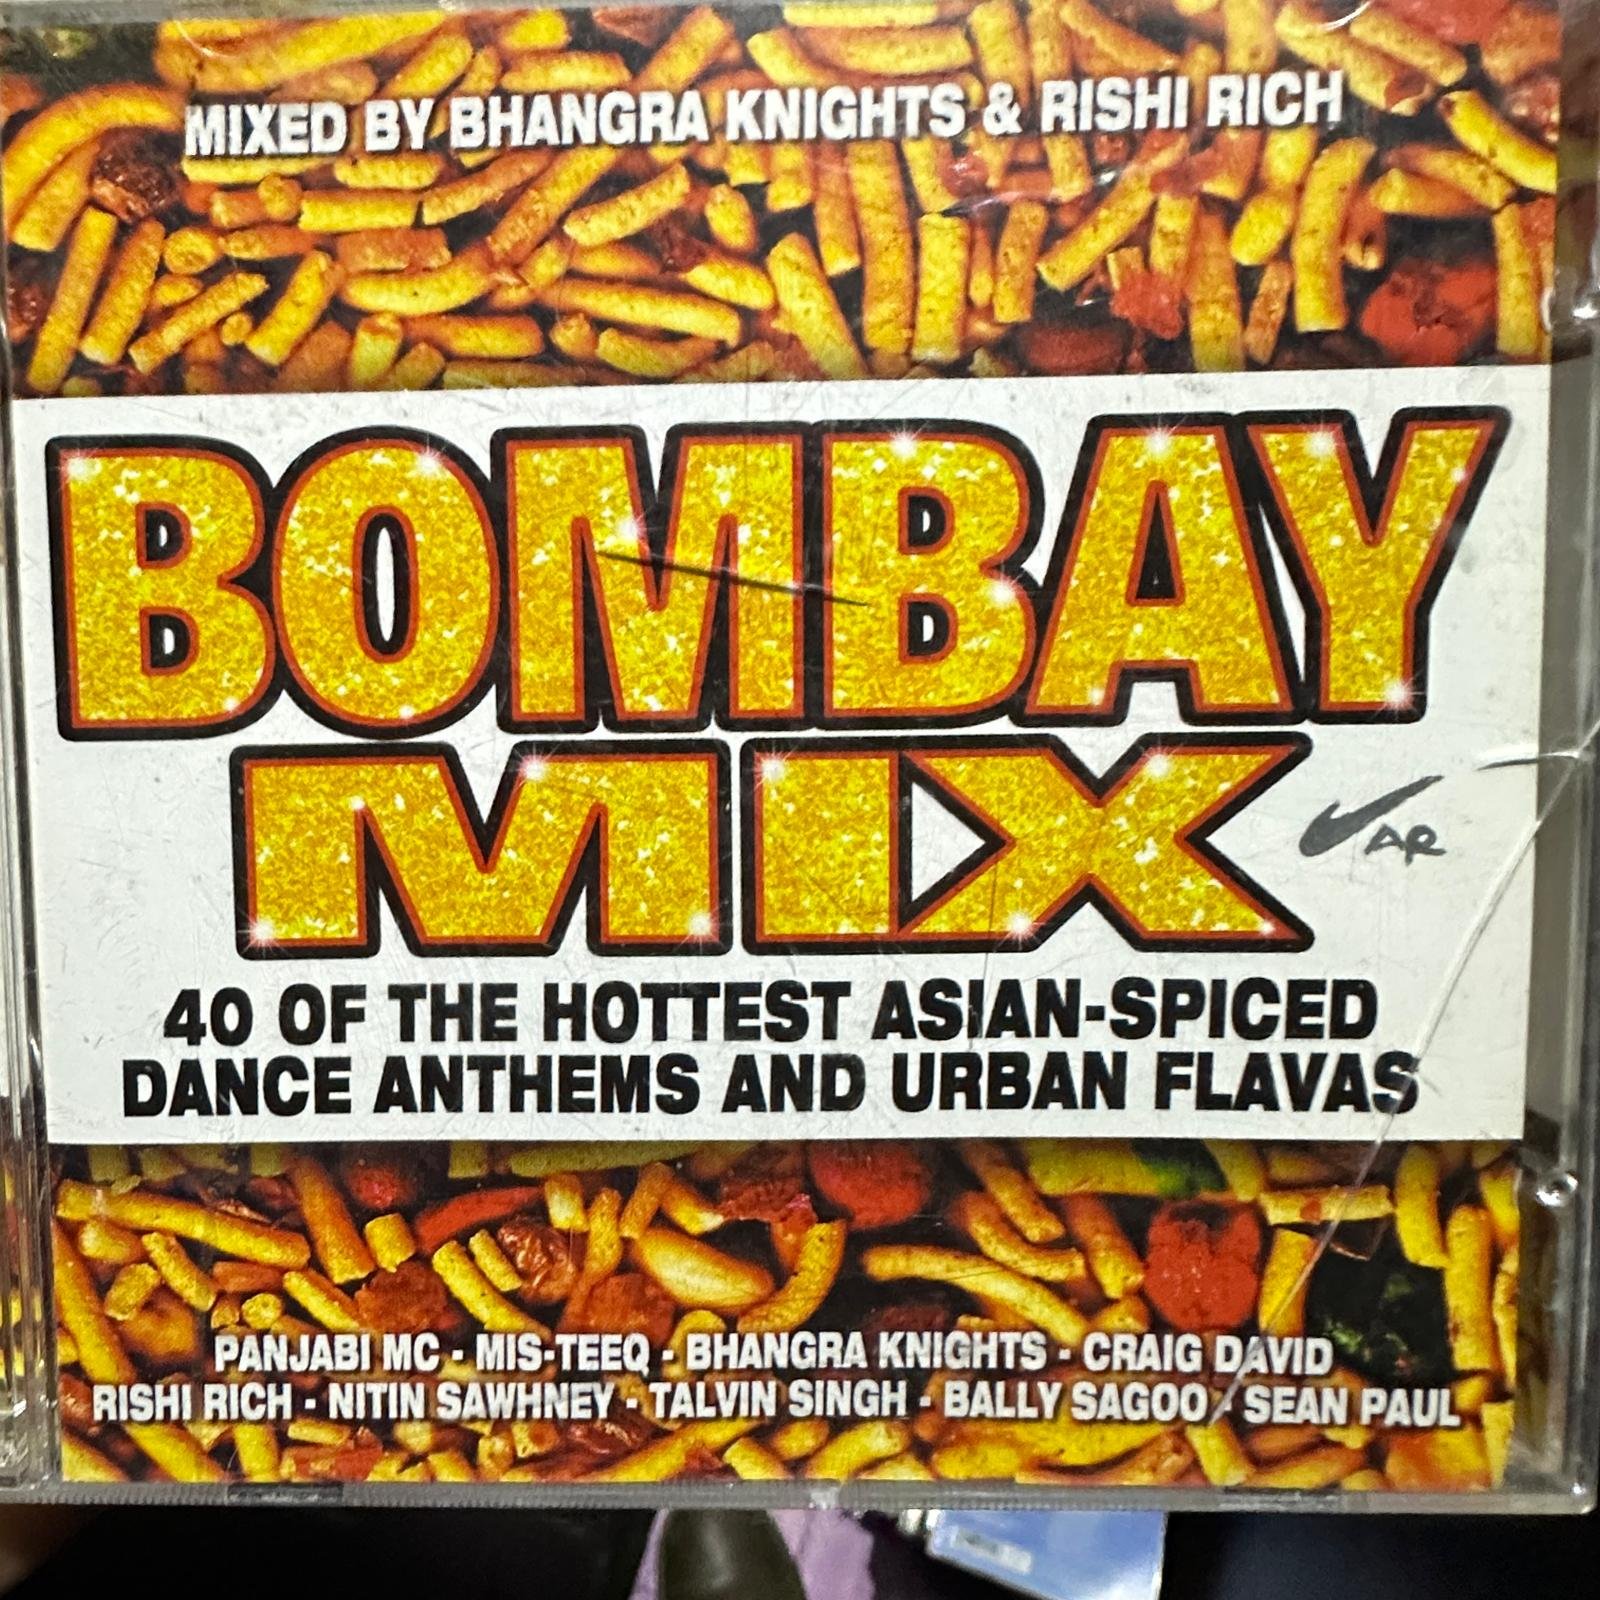 MIXED BY BHANGRA KNIGHTS & RISHI RICH
BOMBAY
MIX
AR
40 OF THE HOTTEST ASIAN-SPICED
DANCE ANTHEMS AND URBAN FLAVAS
PANJABI MC - MIS-TEEQ - BHANGRA KNIGHTS - CRAIG DAVID
RISHI RICH - NITIN SAWHNEY - TALVIN SINGH - BALLY SAGOO - SEAN PAUL